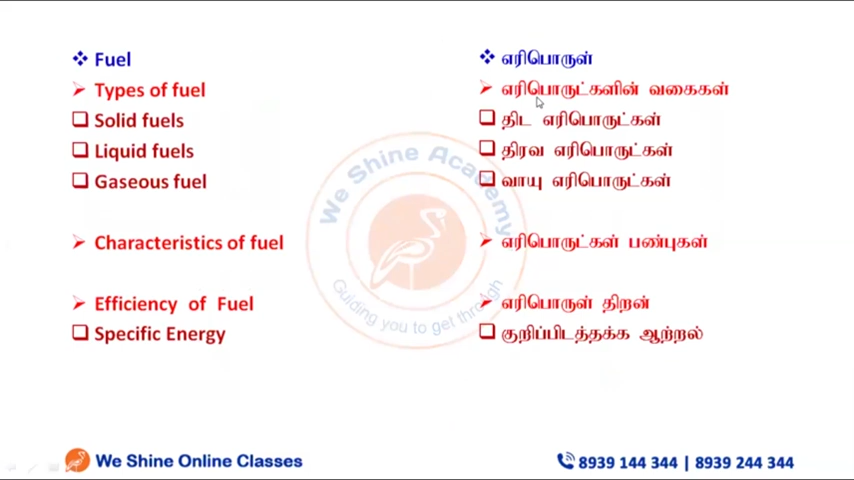 ❖ Fuel
❖ எரிபொருள்
➢ Types of fuel
➢ எரிபொருட்களின் வகைகள்
❑ Solid fuels
❑ திட எரிபொருட்கள்
❑ Liquid fuels
❑ திரவ எரிபொருட்கள்
❑ Gaseous fuel
❑ வாயு எரிபொருட்கள்
➢ Characteristics of fuel
➢ எரிபொருட்கள் பண்புகள்
➢ Efficiency of Fuel
➢ எரிபொருள் திறன்
❑ Specific Energy
❑ குறிப்பிடத்தக்க ஆற்றல்
We Shine Academy
Guiding you to get through
We Shine Online Classes
8939 144 344 | 8939 244 344